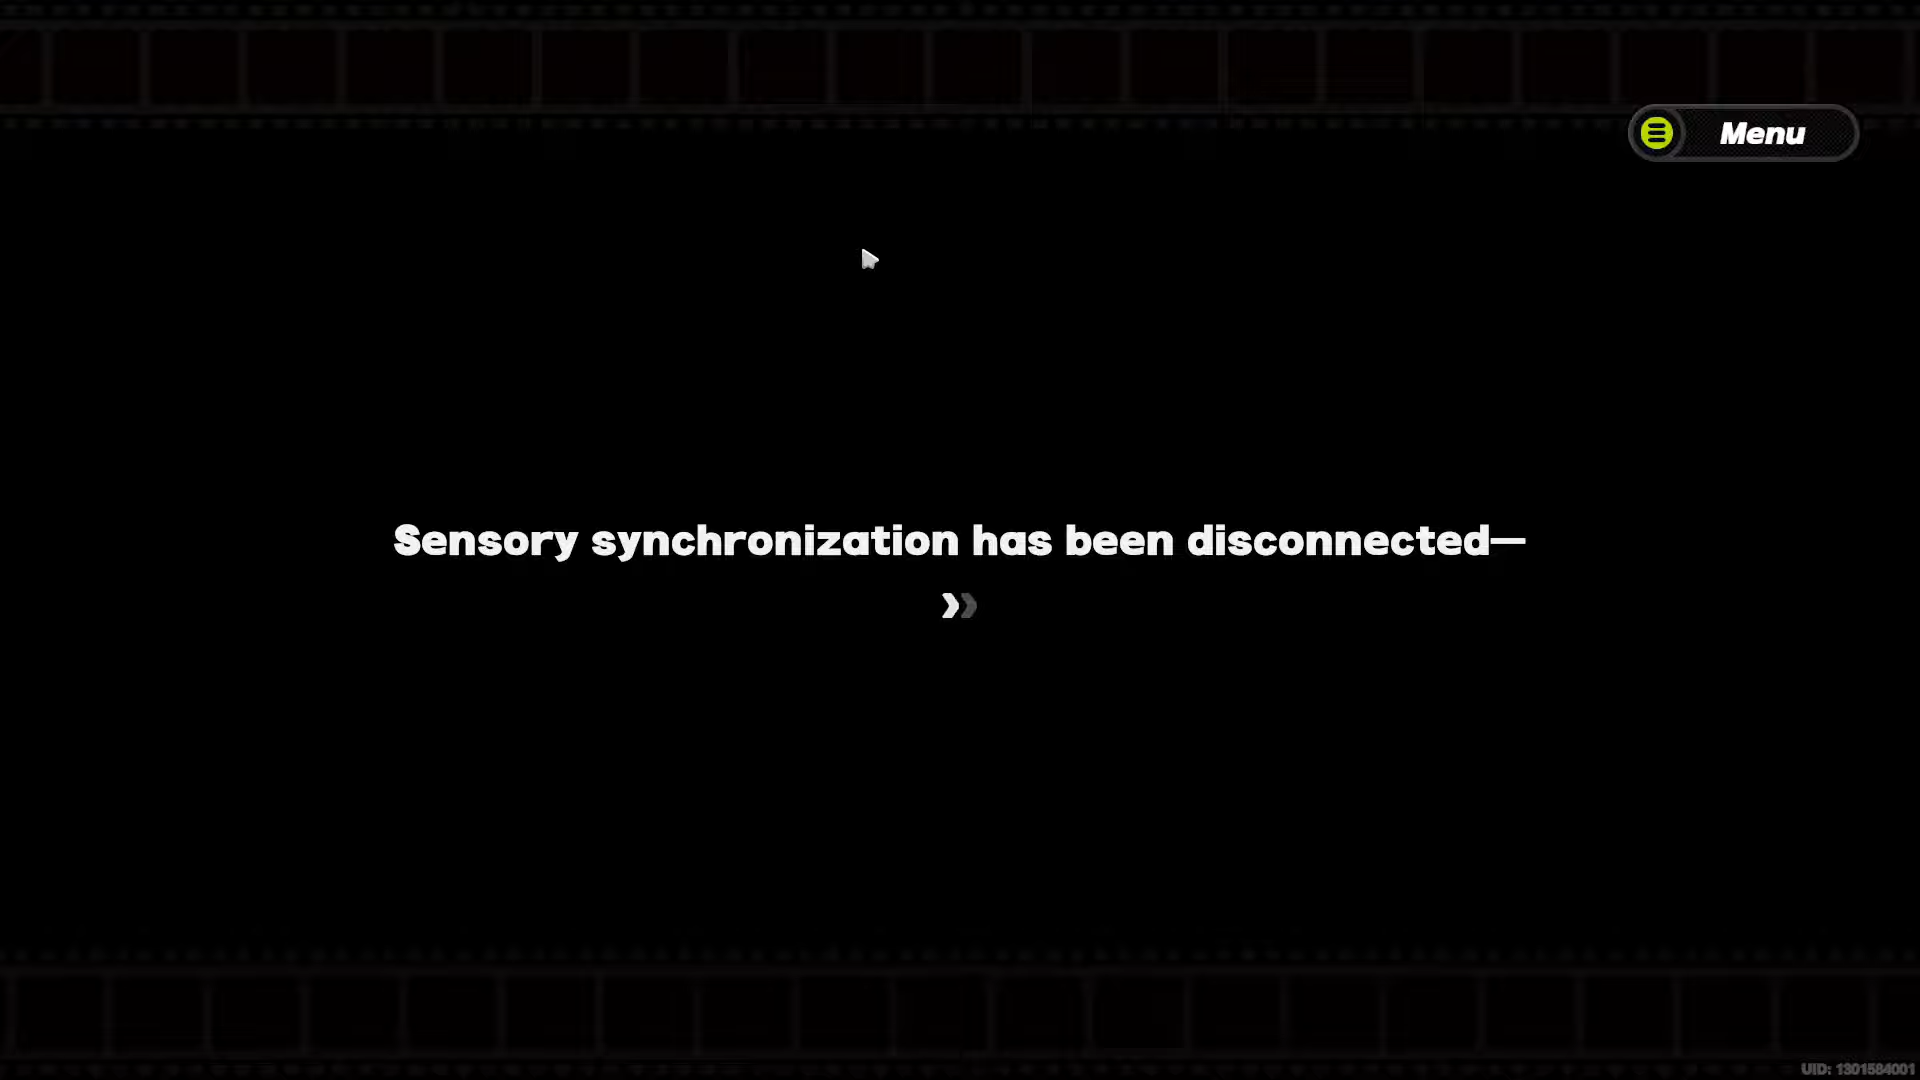 Menu
Sensory synchronization has been disconnected—
UID: 1301584001